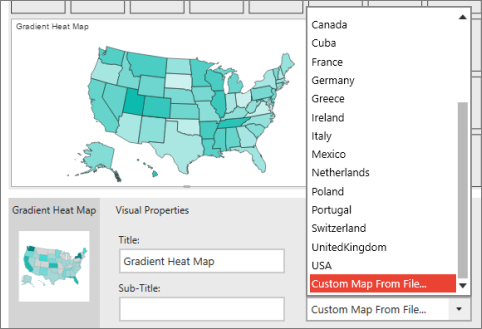 Gradient Heat Map
Canada
Cuba
France
Germany
Greece
Ireland
Italy
Mexico
Netherlands
Poland
Portugal
Switzerland
UnitedKingdom
USA
Custom Map From File...
Gradient Heat Map
Visual Properties
Title:
Gradient Heat Map
Sub-Title:
Custom Map From File...